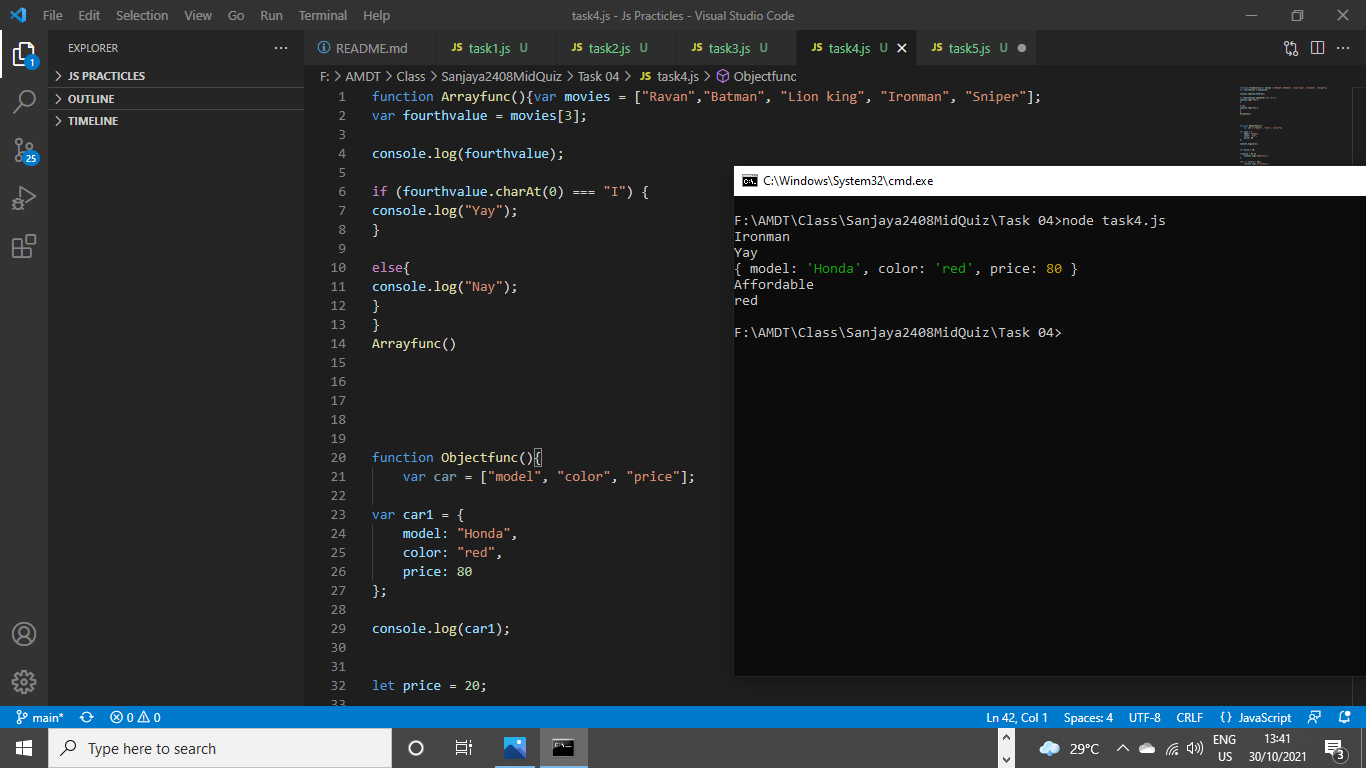 File Edit Selection View Go Run Terminal Help
task4.js - Js Practicles - Visual Studio Code
EXPLORER
JS PRACTICLES
OUTLINE
TIMELINE
1
25
README.md
JS task1.js U
JS task2.js U
JS task3.js U
JS task4.js U
JS task5.js U
F: > AMDT > Class > Sanjaya2408MidQuiz > Task 04 > JS task4.js > Objectfunc
1 function Arrayfunc(){var movies = ["Ravan","Batman", "Lion king", "Ironman", "Sniper"];
2 var fourthvalue = movies[3];
3
4 console.log(fourthvalue);
5
6 if (fourthvalue.charAt(0) === "I") {
7 console.log("Yay");
8 }
9
10 else{
11 console.log("Nay");
12 }
13 }
14 Arrayfunc()
15
16
17
18
19
20 function Objectfunc(){
21 var car = ["model", "color", "price"];
22
23 var car1 = {
24 model: "Honda",
25 color: "red",
26 price: 80
27 };
28
29 console.log(car1);
30
31
32 let price = 20;
33
C:\Windows\System32\cmd.exe
F:\AMDT\Class\Sanjaya2408MidQuiz\Task 04>node task4.js
Ironman
Yay
{ model: 'Honda', color: 'red', price: 80 }
Affordable
red
F:\AMDT\Class\Sanjaya2408MidQuiz\Task 04>
main* 0 0
Ln 42, Col 1 Spaces: 4 UTF-8 CRLF {} JavaScript
Type here to search
29°C
ENG
US
13:41
30/10/2021
3